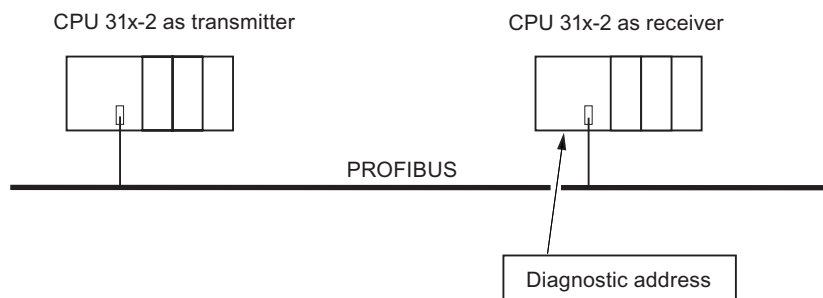 CPU 31x-2 as transmitter
CPU 31x-2 as receiver
PROFIBUS
Diagnostic address